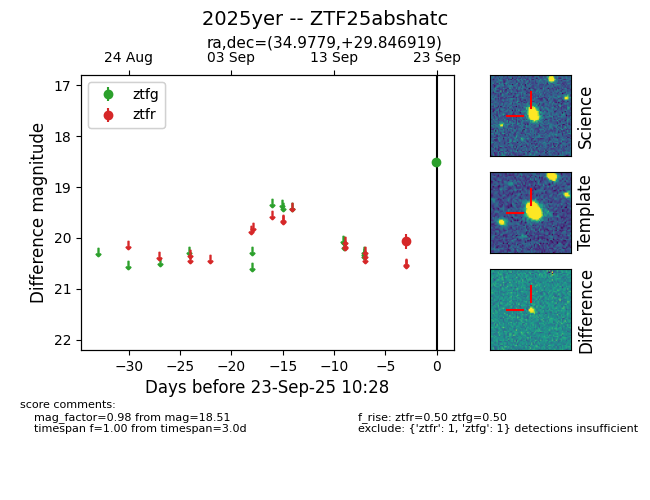 2025yer -- ZTF25abshatc
ra,dec=(34.9779,+29.846919)
24 Aug 03 Sep 13 Sep 23 Sep
17
18
19
20
21
22
Difference magnitude
ztfg
ztfr
−30 −25 −20 −15 −10 −5 0
Days before 23-Sep-25 10:28
Science
Template
Difference
score comments:
mag_factor=0.98 from mag=18.51
timespan f=1.00 from timespan=3.0d
f_rise: ztfr=0.50 ztfg=0.50
exclude: {'ztfr': 1, 'ztfg': 1} detections insufficient